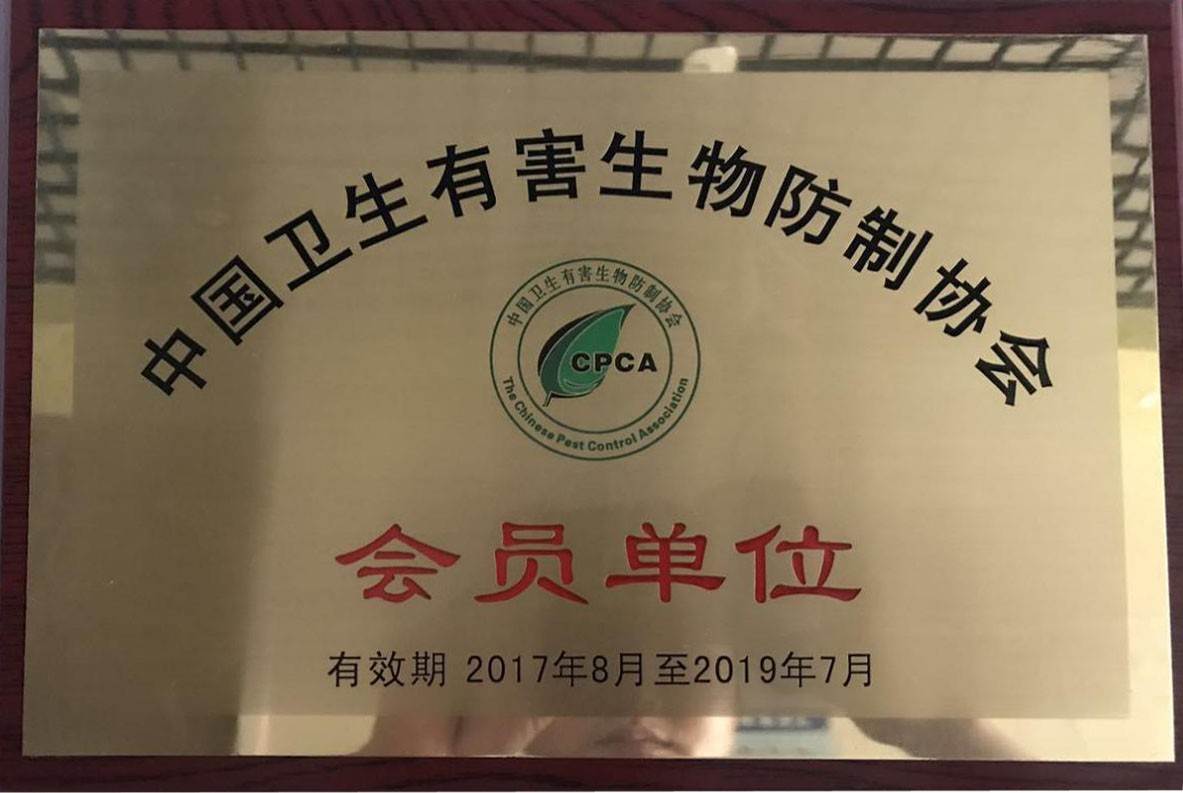 中国卫生有害生物防制协会
中国卫生有害生物防制协会
CPCA
The Chinese Pest Control Association
会员单位
有效期 2017年8月至2019年7月